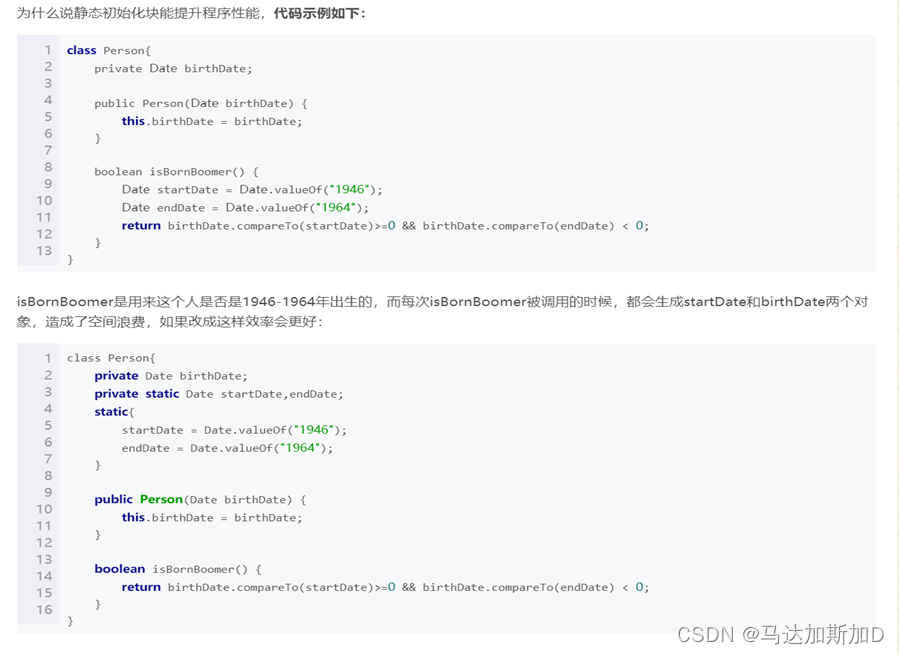 为什么说静态初始化块能提升程序性能，代码示例如下：
1 class Person{
2     private Date birthDate;
3
4     public Person(Date birthDate) {
5         this.birthDate = birthDate;
6     }
7
8     boolean isBornBoomer() {
9         Date startDate = Date.valueOf("1946");
10         Date endDate = Date.valueOf("1964");
11         return birthDate.compareTo(startDate)>=0 && birthDate.compareTo(endDate) < 0;
12     }
13 }
isBornBoomer是用来这个人是否是1946-1964年出生的，而每次isBornBoomer被调用的时候，都会生成startDate和birthDate两个对
象，造成了空间浪费，如果改成这样效率会更好：
1 class Person{
2     private Date birthDate;
3     private static Date startDate,endDate;
4     static{
5         startDate = Date.valueOf("1946");
6         endDate = Date.valueOf("1964");
7     }
8
9     public Person(Date birthDate) {
10         this.birthDate = birthDate;
11     }
12
13     boolean isBornBoomer() {
14         return birthDate.compareTo(startDate)>=0 && birthDate.compareTo(endDate) < 0;
15     }
16 }
CSDN @马达加斯加D